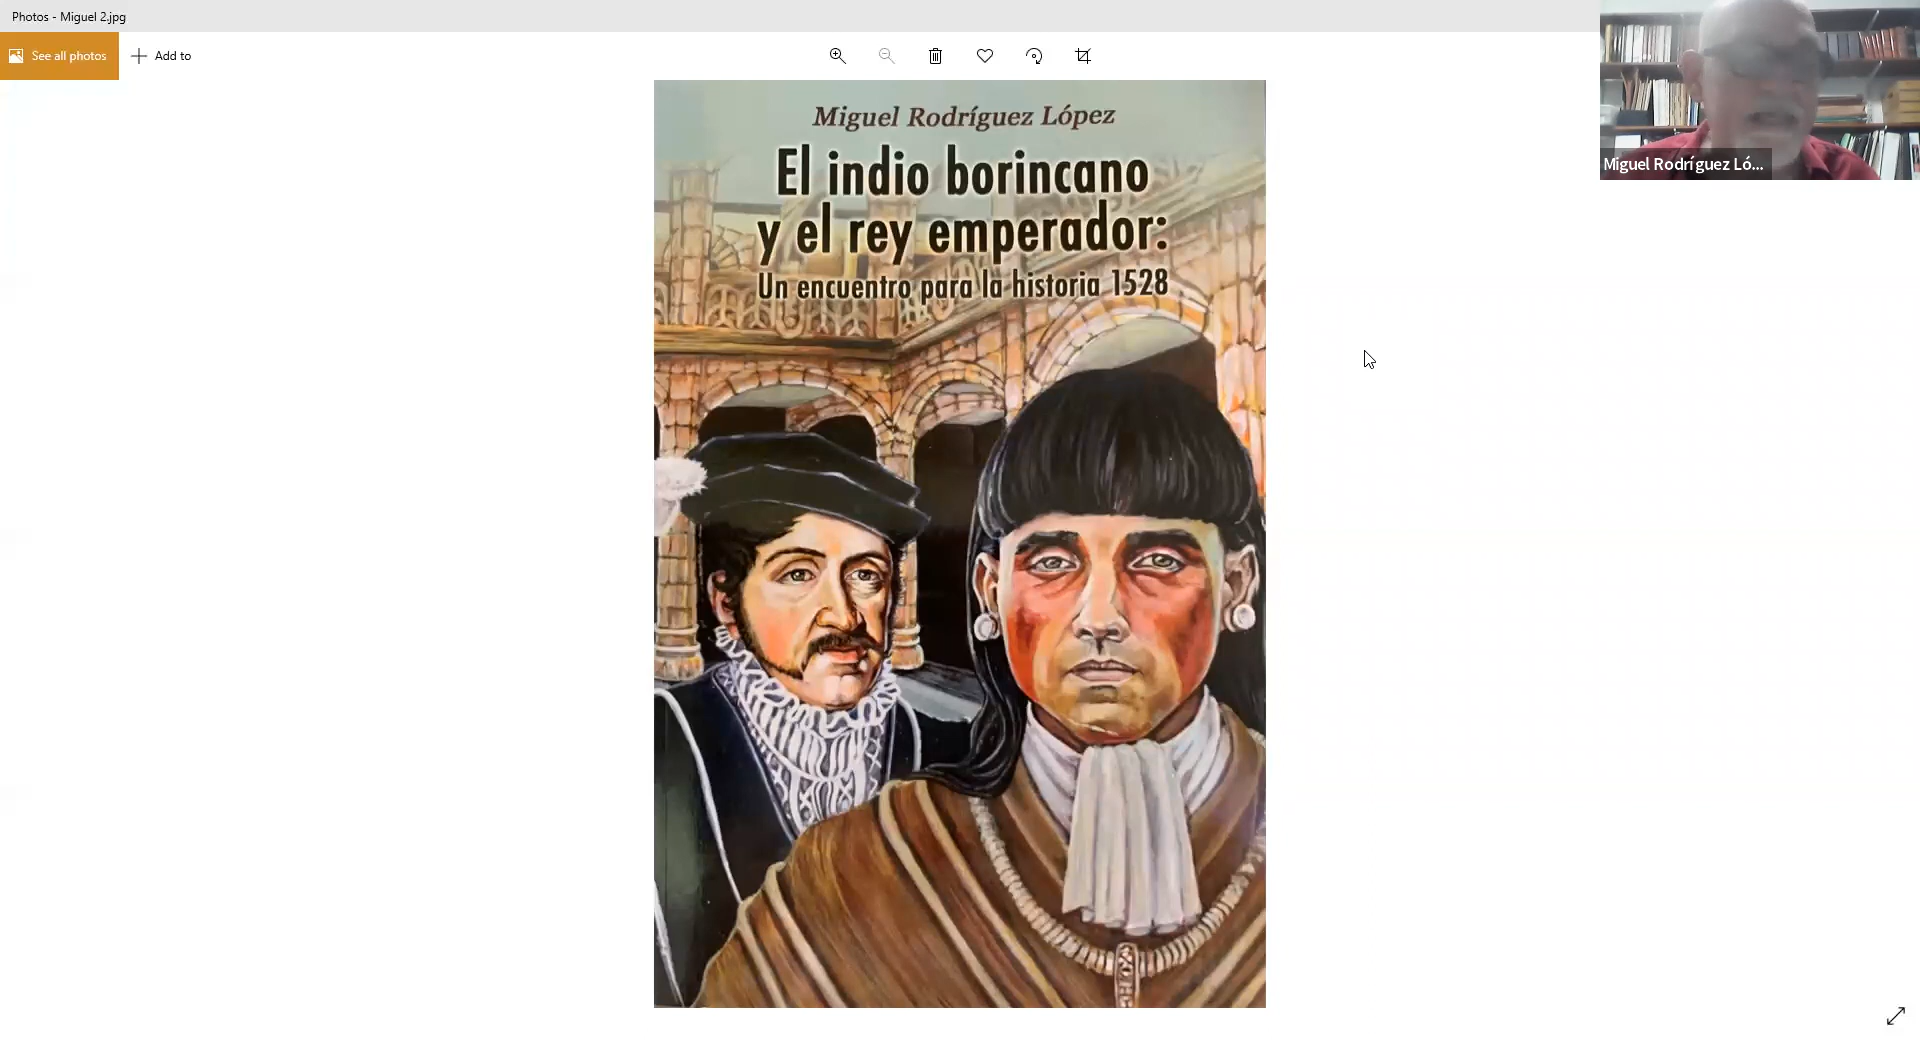 Photos - Miguel 2.jpg
See all photos
Add to
Miguel Rodríguez López
El indio borincano
y el rey emperador:
Un encuentro para la historia 1528
Miguel Rodríguez Ló...